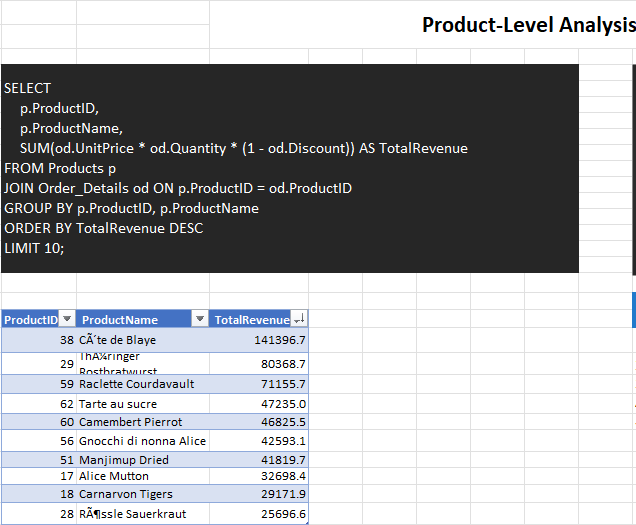 Product-Level Analysis
SELECT
p.ProductID,
p.ProductName,
SUM(od.UnitPrice * od.Quantity * (1 - od.Discount)) AS TotalRevenue
FROM Products p
JOIN Order_Details od ON p.ProductID = od.ProductID
GROUP BY p.ProductID, p.ProductName
ORDER BY TotalRevenue DESC
LIMIT 10;
ProductID ProductName TotalRevenue
38 CÃ´te de Blaye 141396.7
29 ThÃ¼ringer Rostbratwurst 80368.7
59 Raclette Courdavault 71155.7
62 Tarte au sucre 47235.0
60 Camembert Pierrot 46825.5
56 Gnocchi di nonna Alice 42593.1
51 Manjimup Dried 41819.7
17 Alice Mutton 32698.4
18 Carnarvon Tigers 29171.9
28 RÃ¶ssle Sauerkraut 25696.6